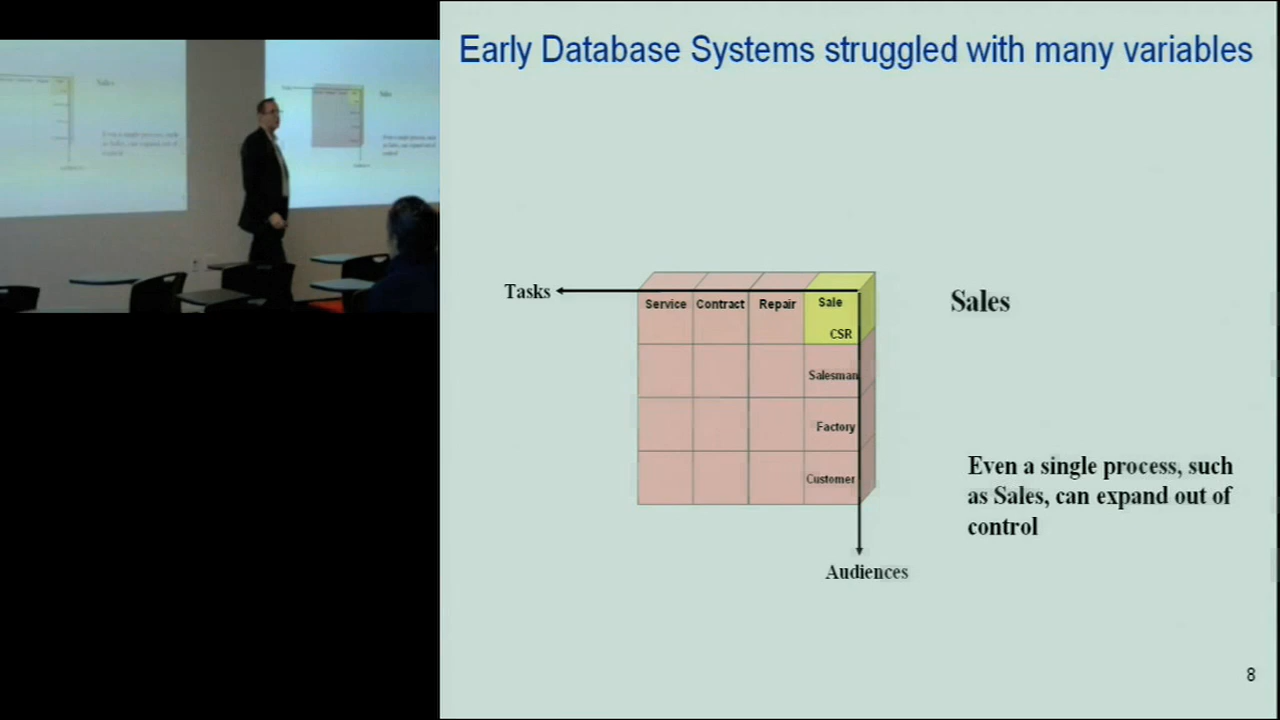 Early Database Systems struggled with many variables
Tasks
Service Contract Repair Sale
CSR
Salesman
Factory
Customer
Audiences
Sales
Even a single process, such
as Sales, can expand out of
control
8